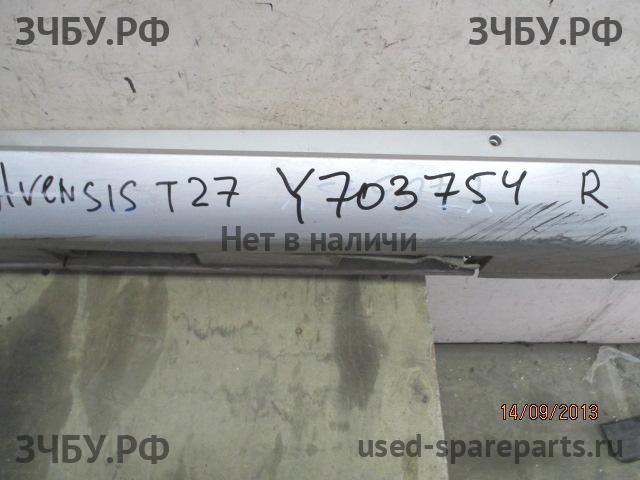 ЗЧБУ.РФ ЗЧБУ.РФ
AVENSIS T27 Y703754 R
Нет в наличи
14/09/2013
ЗЧБУ.РФ used-spareparts.ru